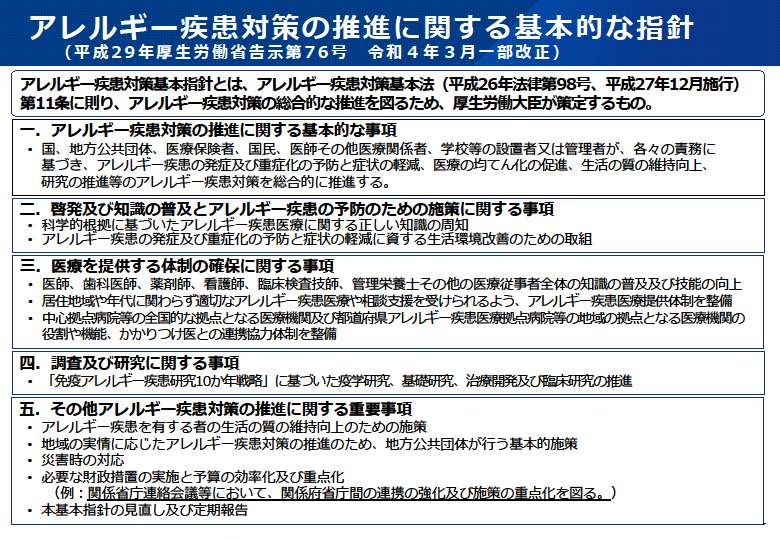 アレルギー疾患対策の推進に関する基本的な指針
（平成２９年厚生労働省告示第７６号　令和４年３月一部改正）
アレルギー疾患対策基本指針とは、アレルギー疾患対策基本法（平成26年法律第98号、平成27年12月施行）
第11条に則り、アレルギー疾患対策の総合的な推進を図るため、厚生労働大臣が策定するもの。
一．アレルギー疾患対策の推進に関する基本的な事項
・ 国、地方公共団体、医療保険者、国民、医師その他医療関係者、学校等の設置者又は管理者が、各々の責務に
基づき、アレルギー疾患の発症及び重症化の予防と症状の軽減、医療の均てん化の促進、生活の質の維持向上、
研究の推進等のアレルギー疾患対策を総合的に推進する。
二．啓発及び知識の普及とアレルギー疾患の予防のための施策に関する事項
・ 科学的根拠に基づいたアレルギー疾患医療に関する正しい知識の周知
・ アレルギー疾患の発症及び重症化の予防と症状の軽減に資する生活環境改善のための取組
三．医療を提供する体制の確保に関する事項
・ 医師、歯科医師、薬剤師、看護師、臨床検査技師、管理栄養士その他の医療従事者全体の知識の普及及び技能の向上
・ 居住地域や年代に関わらず適切なアレルギー疾患医療や相談支援を受けられるよう、アレルギー疾患医療提供体制を整備
・ 中心拠点病院等の全国的な拠点となる医療機関及び都道府県アレルギー疾患医療拠点病院等の地域の拠点となる医療機関の
役割や機能、かかりつけ医との連携協力体制を整備
四．調査及び研究に関する事項
・ 「免疫アレルギー疾患研究10か年戦略」に基づいた疫学研究、基礎研究、治療開発及び臨床研究の推進
五．その他アレルギー疾患対策の推進に関する重要事項
・ アレルギー疾患を有する者の生活の質の維持向上のための施策
・ 地域の実情に応じたアレルギー疾患対策の推進のため、地方公共団体が行う基本的施策
・ 災害時の対応
・ 必要な財政措置の実施と予算の効率化及び重点化
（例：関係省庁連絡会議等において、関係府省庁間の連携の強化及び施策の重点化を図る。）
・ 本基本指針の見直し及び定期報告